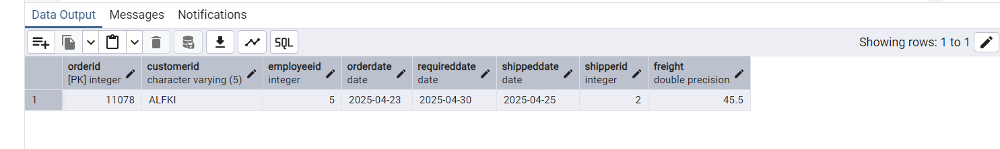 Data Output Messages Notifications
SQL Showing rows: 1 to 1
orderid customerid employeeid orderdate requireddate shippeddate shipperid freight
[PK] integer character varying (5) integer date date date integer double precision
1 11078 ALFKI 5 2025-04-23 2025-04-30 2025-04-25 2 45.5